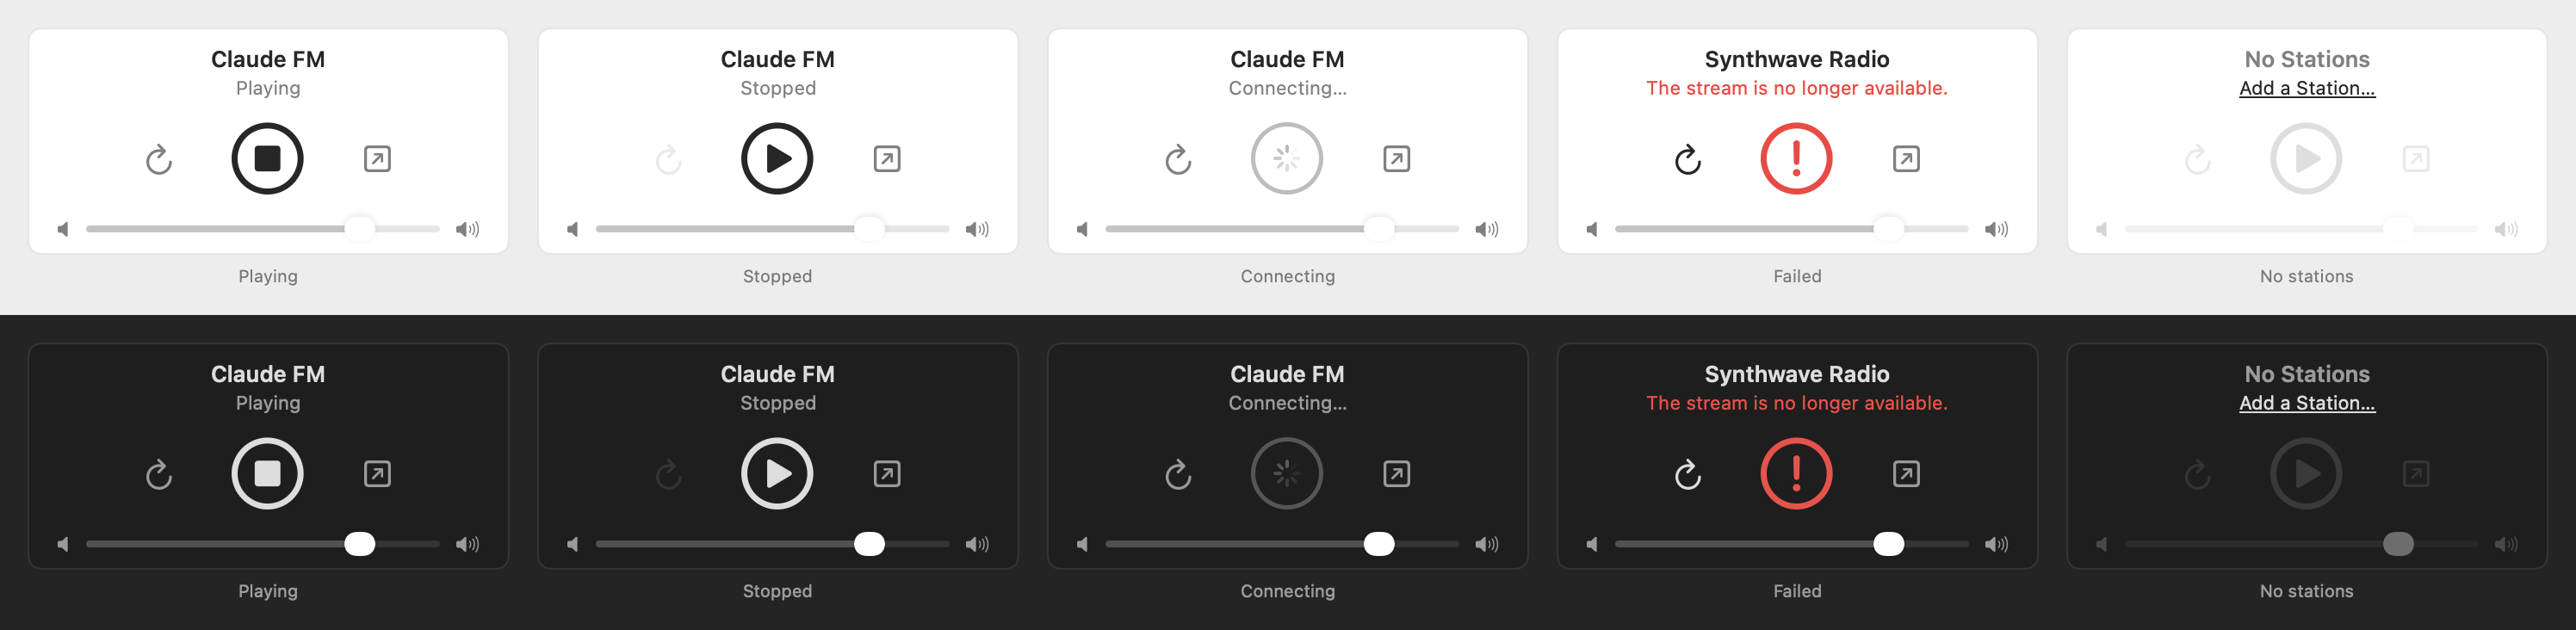 Claude FM
Playing
Playing
Claude FM
Stopped
Stopped
Claude FM
Connecting...
Connecting
Synthwave Radio
The stream is no longer available.
Failed
No Stations
Add a Station...
No stations
Claude FM
Playing
Playing
Claude FM
Stopped
Stopped
Claude FM
Connecting...
Connecting
Synthwave Radio
The stream is no longer available.
Failed
No Stations
Add a Station...
No stations